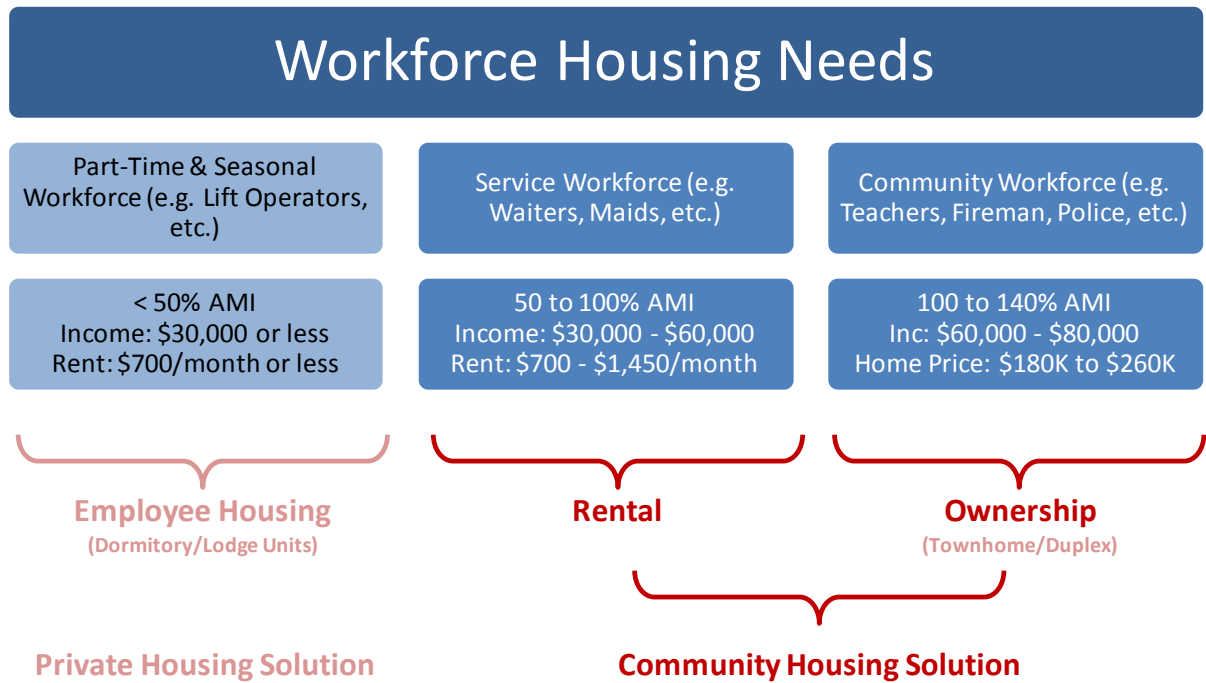 Workforce Housing Needs
Part-Time & Seasonal
Workforce (e.g. Lift Operators,
etc.)
Service Workforce (e.g.
Waiters, Maids, etc.)
Community Workforce (e.g.
Teachers, Fireman, Police, etc.)
< 50% AMI
Income: $30,000 or less
Rent: $700/month or less
50 to 100% AMI
Income: $30,000 - $60,000
Rent: $700 - $1,450/month
100 to 140% AMI
Inc: $60,000 - $80,000
Home Price: $180K to $260K
Employee Housing
(Dormitory/Lodge Units)
Rental
Ownership
(Townhome/Duplex)
Private Housing Solution
Community Housing Solution